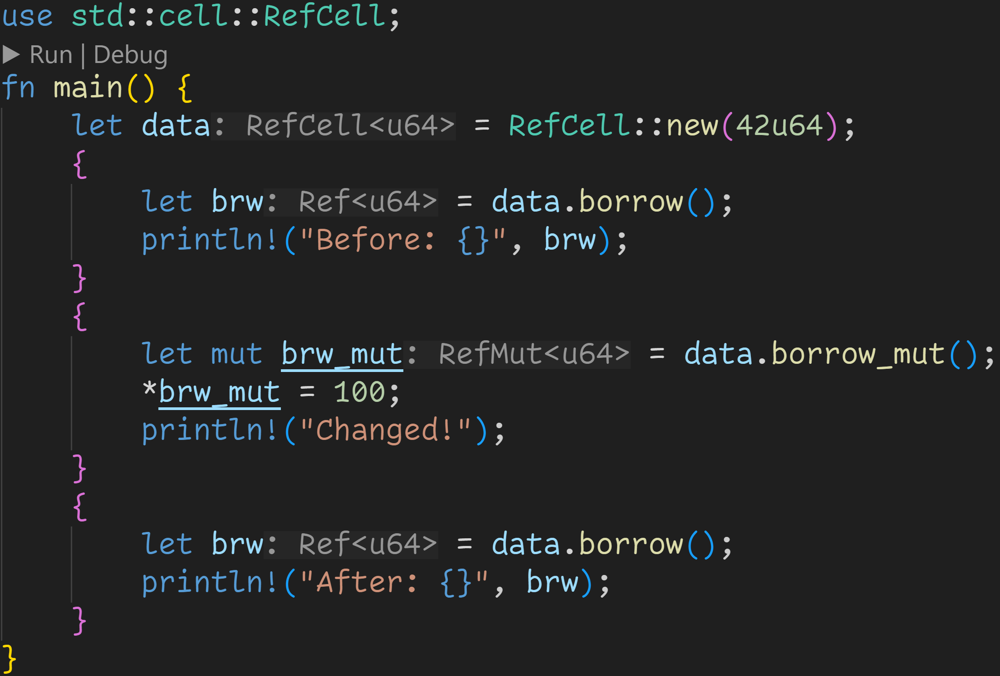 use std::cell::RefCell;
▶ Run | Debug
fn main() {
    let data: RefCell<u64> = RefCell::new(42u64);
    {
        let brw: Ref<u64> = data.borrow();
        println!("Before: {}", brw);
    }
    {
        let mut brw_mut: RefMut<u64> = data.borrow_mut();
        *brw_mut = 100;
        println!("Changed!");
    }
    {
        let brw: Ref<u64> = data.borrow();
        println!("After: {}", brw);
    }
}